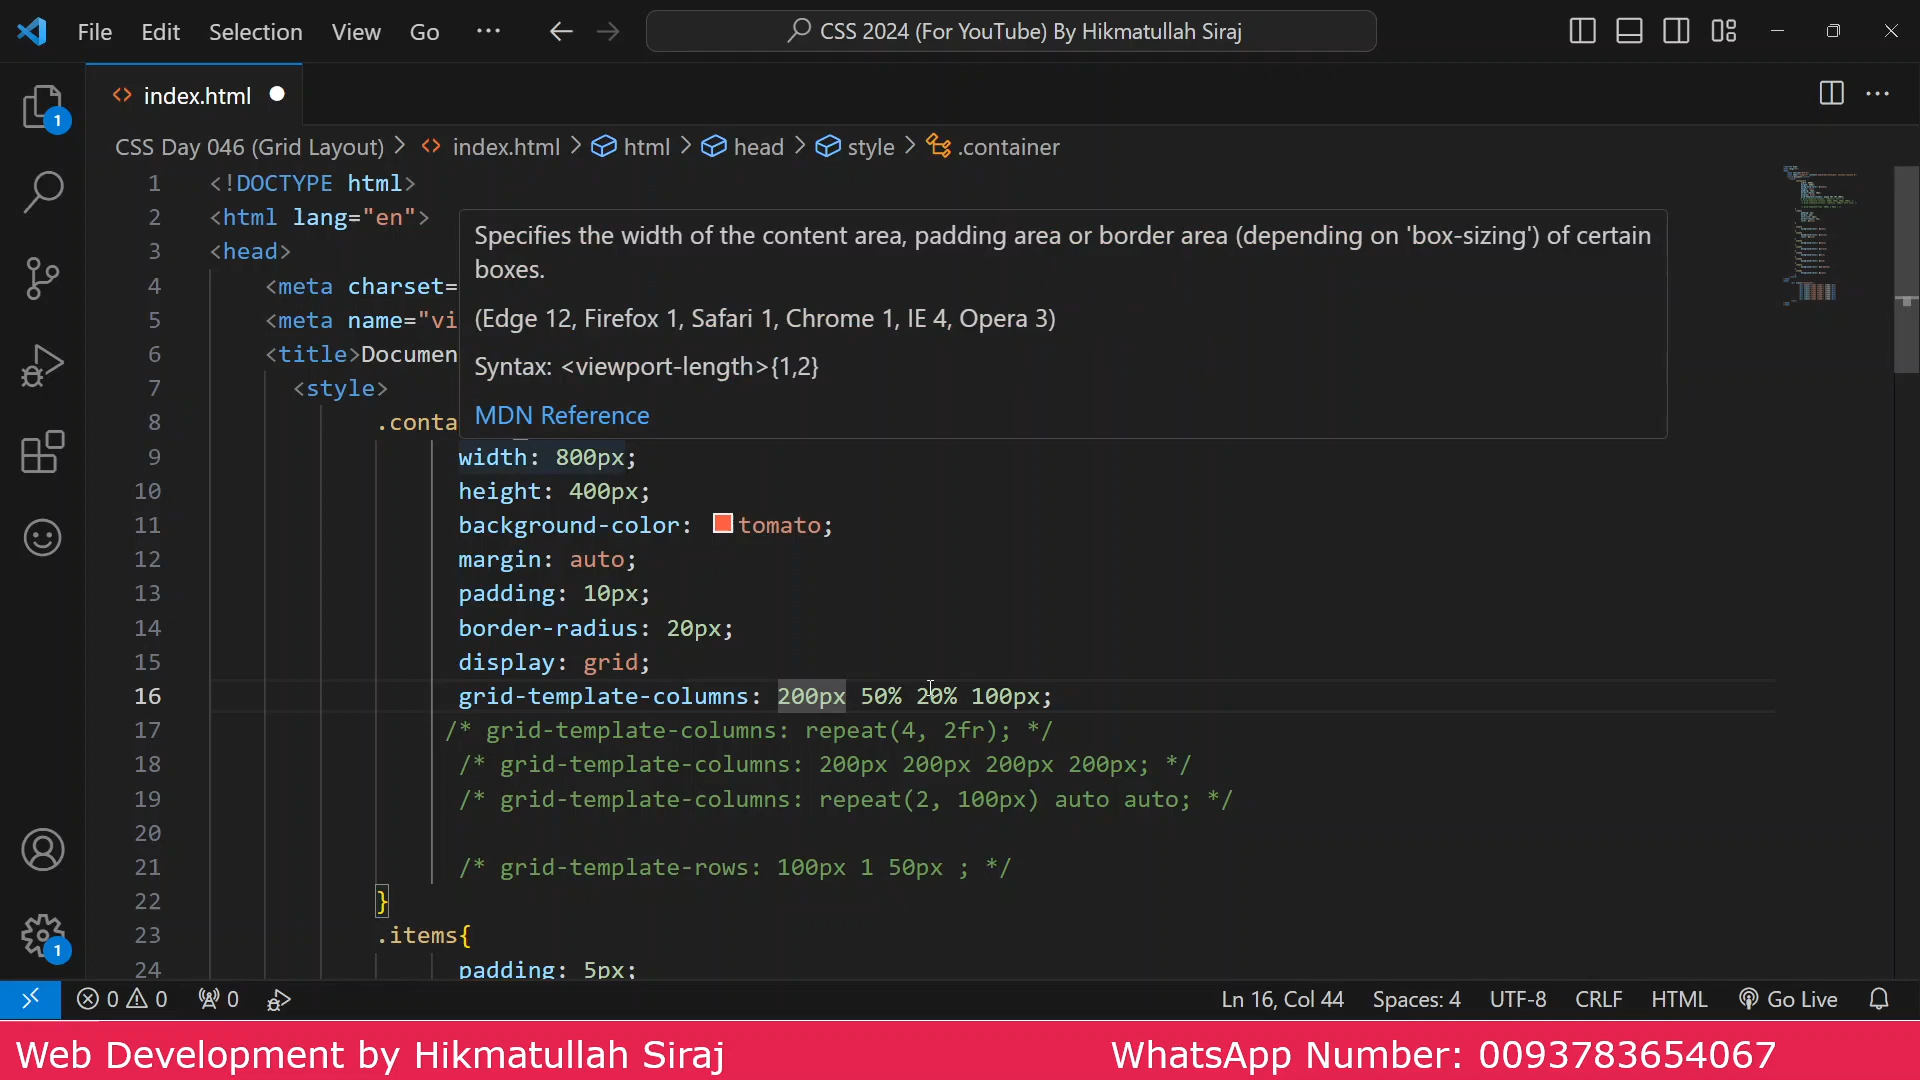 File Edit Selection View Go ... CSS 2024 (For YouTube) By Hikmatullah Siraj
index.html
1
CSS Day 046 (Grid Layout) > index.html > html > head > style > .container
1 <!DOCTYPE html>
2 <html lang="en">
3 <head>
4 <meta charset=
5 <meta name="vi
6 <title>Documen
7 <style>
8 .conta
Specifies the width of the content area, padding area or border area (depending on 'box-sizing') of certain
boxes.
(Edge 12, Firefox 1, Safari 1, Chrome 1, IE 4, Opera 3)
Syntax: <viewport-length>{1,2}
MDN Reference
9 width: 800px;
10 height: 400px;
11 background-color: tomato;
12 margin: auto;
13 padding: 10px;
14 border-radius: 20px;
15 display: grid;
16 grid-template-columns: 200px 50% 20% 100px;
17 /* grid-template-columns: repeat(4, 2fr); */
18 /* grid-template-columns: 200px 200px 200px 200px; */
19 /* grid-template-columns: repeat(2, 100px) auto auto; */
20
21 /* grid-template-rows: 100px 1 50px ; */
22 }
23 .items{
24 padding: 5px;
1
0 0 0 Ln 16, Col 44 Spaces: 4 UTF-8 CRLF HTML Go Live
Web Development by Hikmatullah Siraj WhatsApp Number: 0093783654067